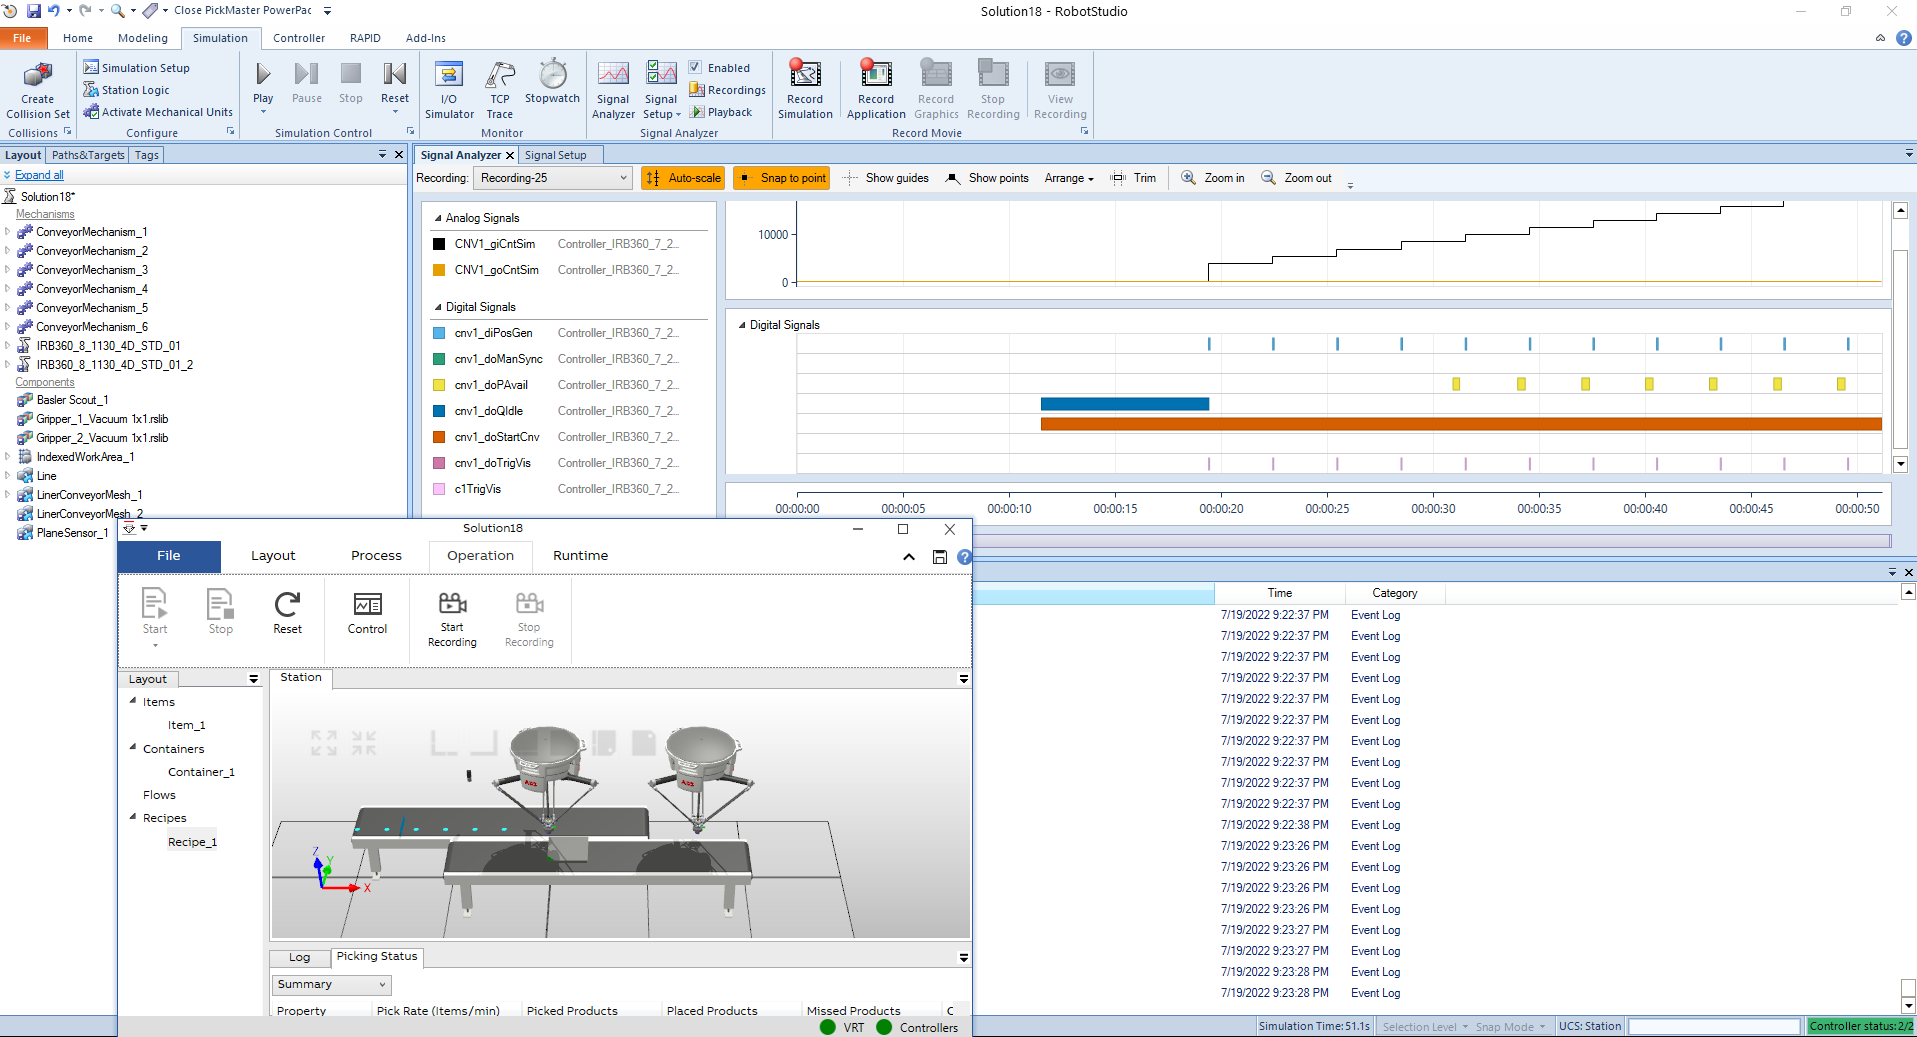 Close PickMaster PowerPac
Solution18 - RobotStudio
File Home Modeling Simulation Controller RAPID Add-Ins
Create Collision Set
Collisions
Simulation Setup
Station Logic
Activate Mechanical Units
Configure
Play Pause Stop Reset
Simulation Control
I/O Simulator TCP Trace Stopwatch
Monitor
Signal Analyzer Signal Setup
Enabled
Recordings
Playback
Signal Analyzer
Record Simulation Record Application Record Graphics Stop Recording View Recording
Record Movie
Layout Paths&Targets Tags
Expand all
Solution18*
Mechanisms
ConveyorMechanism_1
ConveyorMechanism_2
ConveyorMechanism_3
ConveyorMechanism_4
ConveyorMechanism_5
ConveyorMechanism_6
IRB360_8_1130_4D_STD_01
IRB360_8_1130_4D_STD_01_2
Components
Basler Scout_1
Gripper_1_Vacuum 1x1.rslib
Gripper_2_Vacuum 1x1.rslib
IndexedWorkArea_1
Line
LinerConveyorMesh_1
LinerConveyorMesh_2
PlaneSensor_1
Signal Analyzer Signal Setup
Recording: Recording-25 Auto-scale Snap to point Show guides Show points Arrange Trim Zoom in Zoom out
Analog Signals
CNV1_giCntSim Controller_IRB360_7_2...
CNV1_goCntSim Controller_IRB360_7_2...
Digital Signals
cnv1_diPosGen Controller_IRB360_7_2...
cnv1_doManSync Controller_IRB360_7_2...
cnv1_doPAvail Controller_IRB360_7_2...
cnv1_doQIdle Controller_IRB360_7_2...
cnv1_doStartCnv Controller_IRB360_7_2...
cnv1_doTrigVis Controller_IRB360_7_2...
c1TrigVis Controller_IRB360_7_2...
10000
0
Digital Signals
00:00:00 00:00:05 00:00:10 00:00:15 00:00:20 00:00:25 00:00:30 00:00:35 00:00:40 00:00:45 00:00:50
Solution18
File Layout Process Operation Runtime
Start Stop Reset Control Start Recording Stop Recording
Layout
Items
Item_1
Containers
Container_1
Flows
Recipes
Recipe_1
Station
ABB
ABB
Z
Y
X
Log Picking Status
Summary
Property Pick Rate (Items/min) Picked Products Placed Products Missed Products C
VRT Controllers
Time Category
7/19/2022 9:22:37 PM Event Log
7/19/2022 9:22:37 PM Event Log
7/19/2022 9:22:37 PM Event Log
7/19/2022 9:22:37 PM Event Log
7/19/2022 9:22:37 PM Event Log
7/19/2022 9:22:37 PM Event Log
7/19/2022 9:22:37 PM Event Log
7/19/2022 9:22:37 PM Event Log
7/19/2022 9:22:37 PM Event Log
7/19/2022 9:22:37 PM Event Log
7/19/2022 9:22:38 PM Event Log
7/19/2022 9:23:26 PM Event Log
7/19/2022 9:23:26 PM Event Log
7/19/2022 9:23:26 PM Event Log
7/19/2022 9:23:26 PM Event Log
7/19/2022 9:23:27 PM Event Log
7/19/2022 9:23:27 PM Event Log
7/19/2022 9:23:28 PM Event Log
7/19/2022 9:23:28 PM Event Log
Simulation Time: 51.1s Selection Level Snap Mode UCS: Station Controller status: 2/2